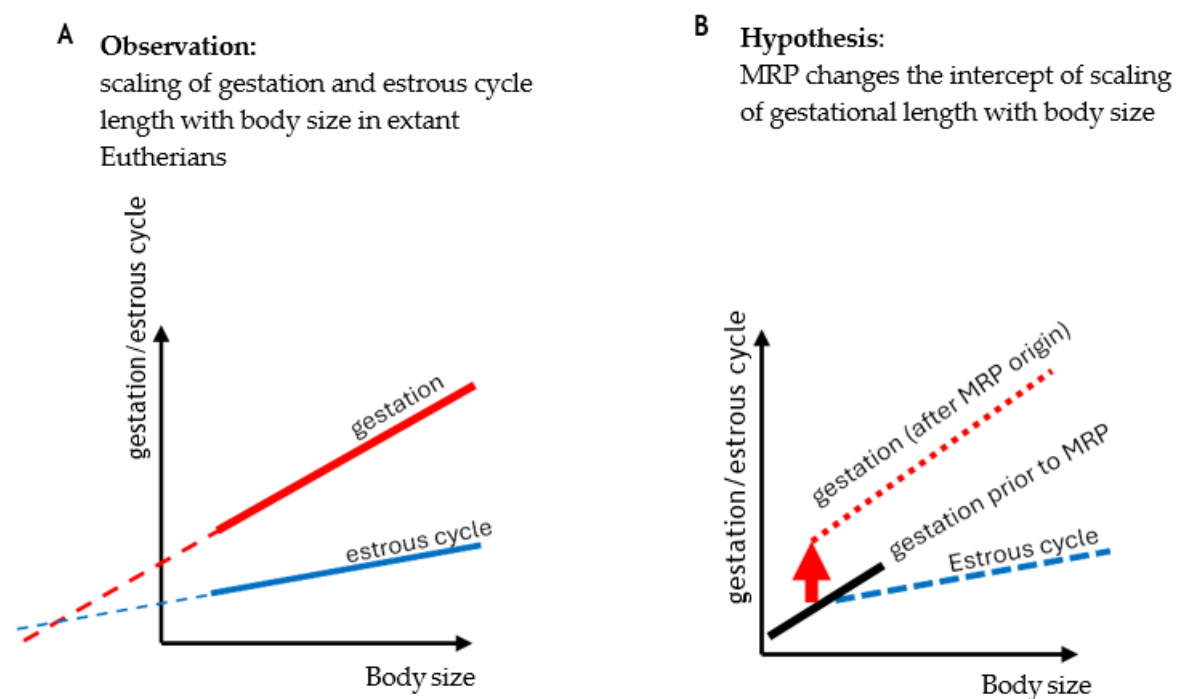 A
Observation:
scaling of gestation and estrous cycle
length with body size in extant
Eutherians
gestation/estrous cycle
gestation
estrous cycle
Body size
B
Hypothesis:
MRP changes the intercept of scaling
of gestational length with body size
gestation/estrous cycle
gestation (after MRP origin)
gestation prior to MRP
Estrous cycle
Body size